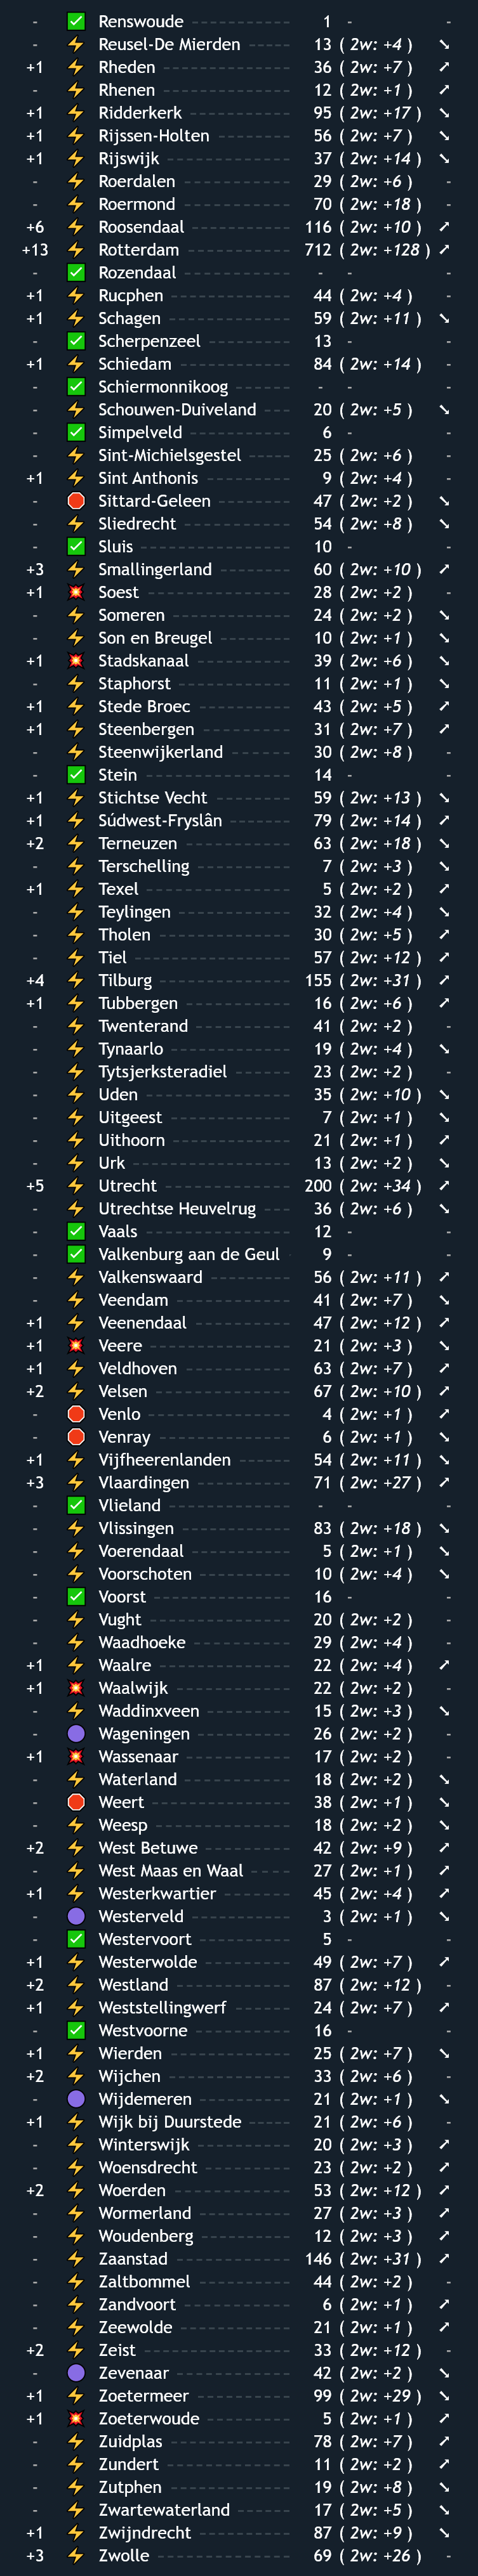 - ✅ Renswoude 1 - -
- ⚡ Reusel-De Mierden 13 ( 2w: +4 ) ↘
+1 ⚡ Rheden 36 ( 2w: +7 ) ↗
- ⚡ Rhenen 12 ( 2w: +1 ) ↗
+1 ⚡ Ridderkerk 95 ( 2w: +17 ) ↘
+1 ⚡ Rijssen-Holten 56 ( 2w: +7 ) ↘
+1 ⚡ Rijswijk 37 ( 2w: +14 ) ↘
- ⚡ Roerdalen 29 ( 2w: +6 ) -
- ⚡ Roermond 70 ( 2w: +18 ) -
+6 ⚡ Roosendaal 116 ( 2w: +10 ) ↗
+13 ⚡ Rotterdam 712 ( 2w: +128 ) ↗
- ✅ Rozendaal - - -
+1 ⚡ Rucphen 44 ( 2w: +4 ) -
+1 ⚡ Schagen 59 ( 2w: +11 ) ↘
- ✅ Scherpenzeel 13 - -
+1 ⚡ Schiedam 84 ( 2w: +14 ) -
- ✅ Schiermonnikoog - - -
- ⚡ Schouwen-Duiveland 20 ( 2w: +5 ) ↘
- ✅ Simpelveld 6 - -
- ⚡ Sint-Michielsgestel 25 ( 2w: +6 ) -
+1 ⚡ Sint Anthonis 9 ( 2w: +4 ) -
- 🛑 Sittard-Geleen 47 ( 2w: +2 ) ↘
- ⚡ Sliedrecht 54 ( 2w: +8 ) ↘
- ✅ Sluis 10 - -
+3 ⚡ Smallingerland 60 ( 2w: +10 ) ↗
+1 💥 Soest 28 ( 2w: +2 ) -
- ⚡ Someren 24 ( 2w: +2 ) ↘
- ⚡ Son en Breugel 10 ( 2w: +1 ) ↘
+1 💥 Stadskanaal 39 ( 2w: +6 ) ↘
- ⚡ Staphorst 11 ( 2w: +1 ) ↘
+1 ⚡ Stede Broec 43 ( 2w: +5 ) ↗
+1 ⚡ Steenbergen 31 ( 2w: +7 ) ↗
- ⚡ Steenwijkerland 30 ( 2w: +8 ) -
- ✅ Stein 14 - -
+1 ⚡ Stichtse Vecht 59 ( 2w: +13 ) ↘
+1 ⚡ Súdwest-Fryslân 79 ( 2w: +14 ) ↗
+2 ⚡ Terneuzen 63 ( 2w: +18 ) ↘
- ⚡ Terschelling 7 ( 2w: +3 ) ↘
+1 ⚡ Texel 5 ( 2w: +2 ) ↗
- ⚡ Teylingen 32 ( 2w: +4 ) ↘
- ⚡ Tholen 30 ( 2w: +5 ) ↗
- ⚡ Tiel 57 ( 2w: +12 ) ↗
+4 ⚡ Tilburg 155 ( 2w: +31 ) ↗
+1 ⚡ Tubbergen 16 ( 2w: +6 ) ↗
- ⚡ Twenterand 41 ( 2w: +2 ) -
- ⚡ Tynaarlo 19 ( 2w: +4 ) ↘
- ⚡ Tytsjerksteradiel 23 ( 2w: +2 ) -
- ⚡ Uden 35 ( 2w: +10 ) ↘
- ⚡ Uitgeest 7 ( 2w: +1 ) ↘
- ⚡ Uithoorn 21 ( 2w: +1 ) ↗
- ⚡ Urk 13 ( 2w: +2 ) ↘
+5 ⚡ Utrecht 200 ( 2w: +34 ) ↗
- ⚡ Utrechtse Heuvelrug 36 ( 2w: +6 ) ↘
- ✅ Vaals 12 - -
- ✅ Valkenburg aan de Geul 9 - -
- ⚡ Valkenswaard 56 ( 2w: +11 ) ↗
- ⚡ Veendam 41 ( 2w: +7 ) ↘
+1 ⚡ Veenendaal 47 ( 2w: +12 ) ↗
+1 💥 Veere 21 ( 2w: +3 ) ↘
+1 ⚡ Veldhoven 63 ( 2w: +7 ) ↗
+2 ⚡ Velsen 67 ( 2w: +10 ) ↗
- 🛑 Venlo 4 ( 2w: +1 ) ↗
- 🛑 Venray 6 ( 2w: +1 ) ↘
+1 ⚡ Vijfheerenlanden 54 ( 2w: +11 ) ↘
+3 ⚡ Vlaardingen 71 ( 2w: +27 ) ↗
- ✅ Vlieland - - -
- ⚡ Vlissingen 83 ( 2w: +18 ) ↘
- ⚡ Voerendaal 5 ( 2w: +1 ) ↘
- ⚡ Voorschoten 10 ( 2w: +4 ) ↘
- ✅ Voorst 16 - -
- ⚡ Vught 20 ( 2w: +2 ) -
- ⚡ Waadhoeke 29 ( 2w: +4 ) -
+1 ⚡ Waalre 22 ( 2w: +4 ) ↗
+1 💥 Waalwijk 22 ( 2w: +2 ) -
- ⚡ Waddinxveen 15 ( 2w: +3 ) ↘
- 🟣 Wageningen 26 ( 2w: +2 ) -
+1 💥 Wassenaar 17 ( 2w: +2 ) -
- ⚡ Waterland 18 ( 2w: +2 ) ↘
- 🛑 Weert 38 ( 2w: +1 ) ↘
- ⚡ Weesp 18 ( 2w: +2 ) ↘
+2 ⚡ West Betuwe 42 ( 2w: +9 ) ↗
- ⚡ West Maas en Waal 27 ( 2w: +1 ) ↗
+1 ⚡ Westerkwartier 45 ( 2w: +4 ) ↗
- 🟣 Westerveld 3 ( 2w: +1 ) ↘
- ✅ Westervoort 5 - -
+1 ⚡ Westerwolde 49 ( 2w: +7 ) ↗
+2 ⚡ Westland 87 ( 2w: +12 ) -
+1 ⚡ Weststellingwerf 24 ( 2w: +7 ) ↗
- ✅ Westvoorne 16 - -
+1 ⚡ Wierden 25 ( 2w: +7 ) ↘
+2 ⚡ Wijchen 33 ( 2w: +6 ) -
- 🟣 Wijdemeren 21 ( 2w: +1 ) ↘
+1 ⚡ Wijk bij Duurstede 21 ( 2w: +6 ) -
- ⚡ Winterswijk 20 ( 2w: +3 ) ↗
- ⚡ Woensdrecht 23 ( 2w: +2 ) ↗
+2 ⚡ Woerden 53 ( 2w: +12 ) ↗
- ⚡ Wormerland 27 ( 2w: +3 ) ↗
- ⚡ Woudenberg 12 ( 2w: +3 ) ↗
- ⚡ Zaanstad 146 ( 2w: +31 ) ↗
- ⚡ Zaltbommel 44 ( 2w: +2 ) -
- ⚡ Zandvoort 6 ( 2w: +1 ) ↗
- ⚡ Zeewolde 21 ( 2w: +1 ) ↗
+2 ⚡ Zeist 33 ( 2w: +12 ) -
- 🟣 Zevenaar 42 ( 2w: +2 ) ↘
+1 ⚡ Zoetermeer 99 ( 2w: +29 ) ↘
+1 💥 Zoeterwoude 5 ( 2w: +1 ) ↗
- ⚡ Zuidplas 78 ( 2w: +7 ) ↗
- ⚡ Zundert 11 ( 2w: +2 ) ↗
- ⚡ Zutphen 19 ( 2w: +8 ) ↘
- ⚡ Zwartewaterland 17 ( 2w: +5 ) ↘
+1 ⚡ Zwijndrecht 87 ( 2w: +9 ) ↘
+3 ⚡ Zwolle 69 ( 2w: +26 ) -